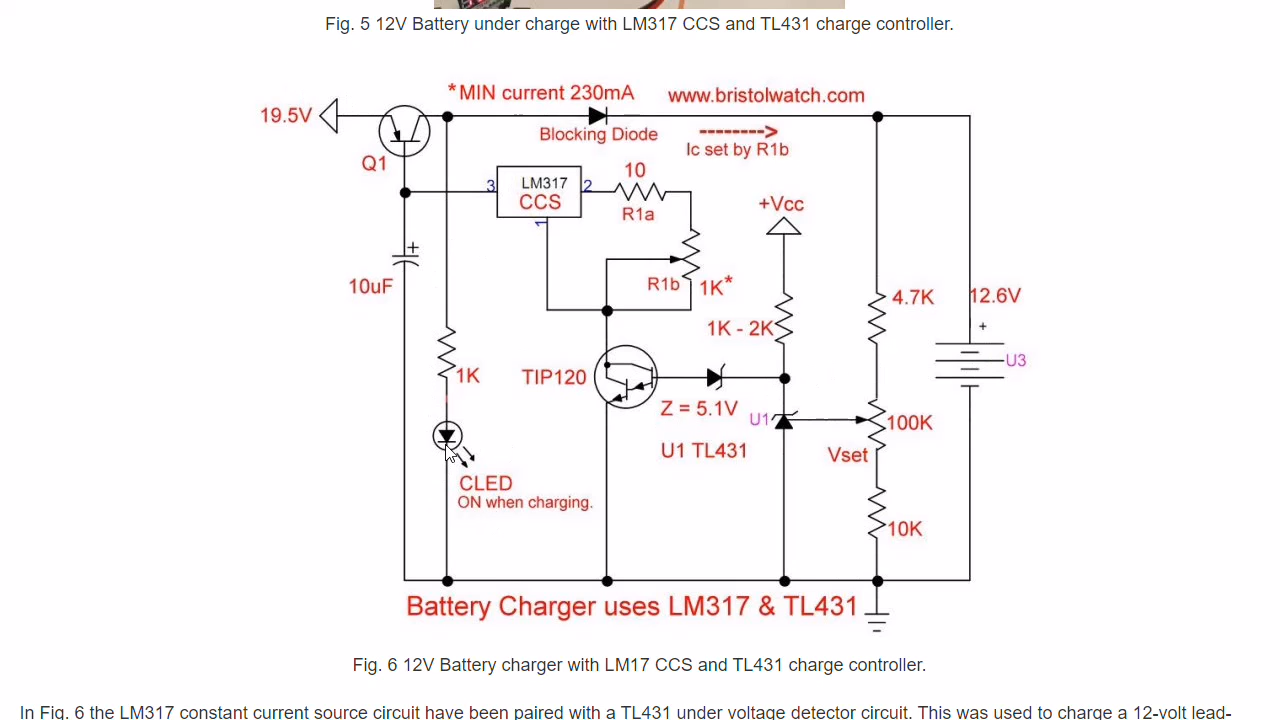 Fig. 5 12V Battery under charge with LM317 CCS and TL431 charge controller.
*MIN current 230mA
www.bristolwatch.com
19.5V
Blocking Diode
Ic set by R1b
Q1
3
LM317
CCS
2
1
10
R1a
+Vcc
10uF
R1b
1K*
1K - 2K
4.7K
12.6V
+
+
U3
1K
TIP120
Z = 5.1V
U1
100K
U1 TL431
Vset
CLED
ON when charging.
10K
Battery Charger uses LM317 & TL431
Fig. 6 12V Battery charger with LM17 CCS and TL431 charge controller.
In Fig. 6 the LM317 constant current source circuit have been paired with a TL431 under voltage detector circuit. This was used to charge a 12-volt lead-